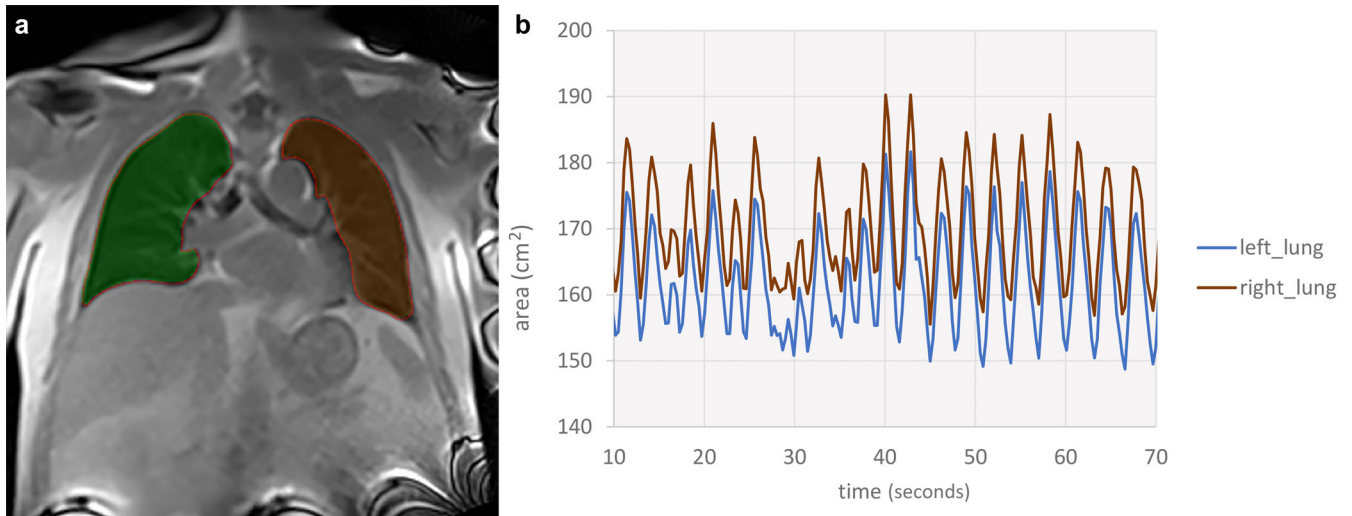 a
b
200
190
180
170
160
150
140
area (cm²)
10 20 30 40 50 60 70
time (seconds)
left_lung
right_lung